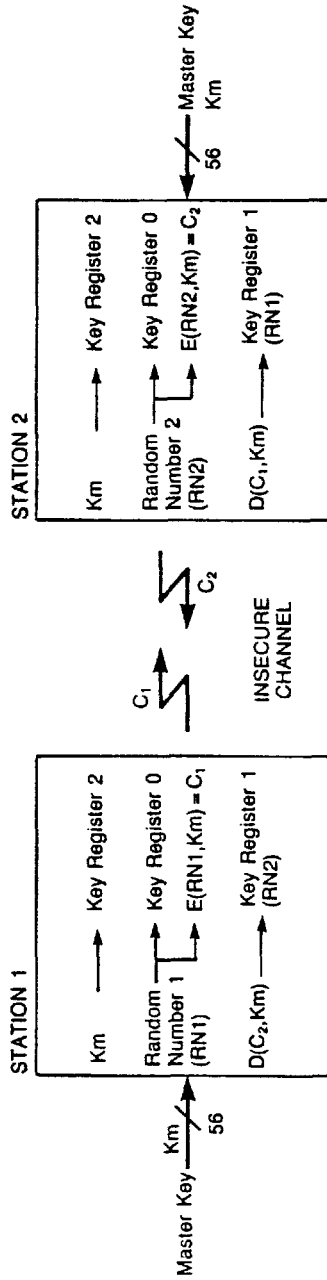 STATION 1
Km
Key Register 2
Random
Number 1
(RN1)
Key Register 0
E(RN1,Km) = C₁
D(C₂,Km)
Key Register 1
(RN2)
Master Key
Km
56
C₁
C₂
INSECURE
CHANNEL
STATION 2
Km
Key Register 2
Random
Number 2
(RN2)
Key Register 0
E(RN2,Km) = C₂
D(C₁,Km)
Key Register 1
(RN1)
Master Key
Km
56